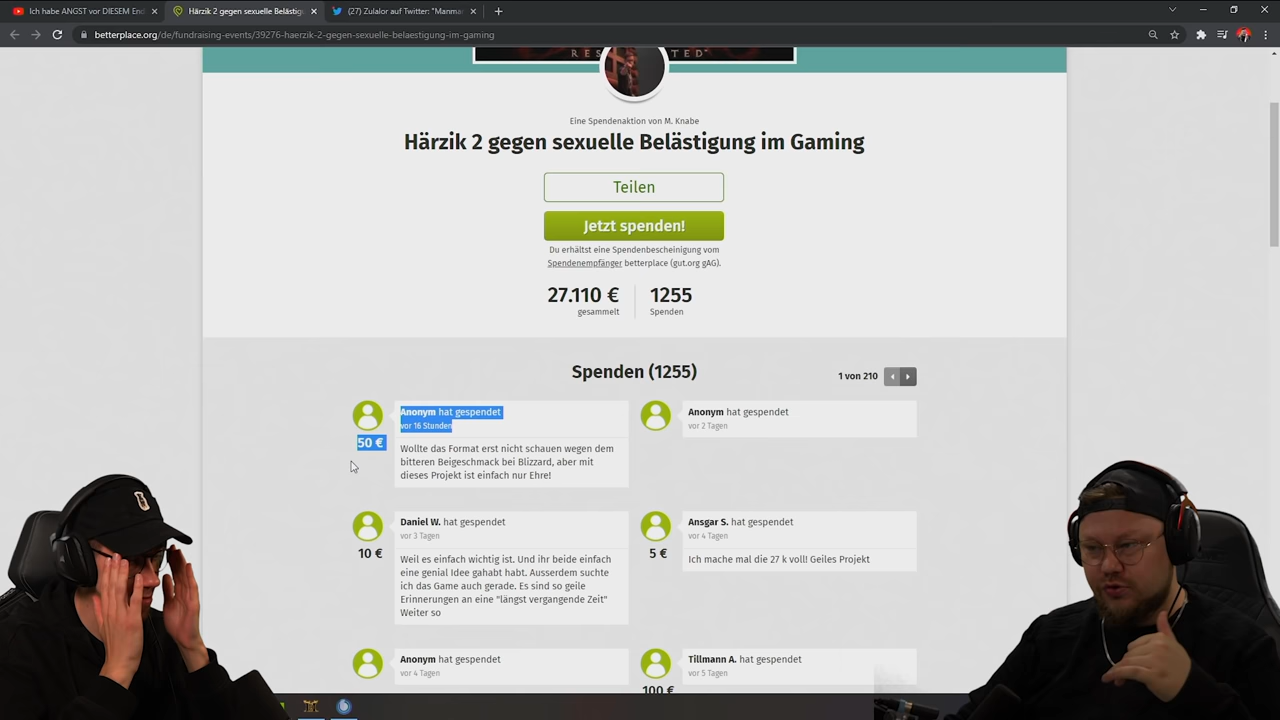 Ich habe ANGST vor DIESEM End
Härzik 2 gegen sexuelle Belästig
(27) Zulalor auf Twitter: "Manmar
betterplace.org/de/fundraising-events/39276-haerzik-2-gegen-sexuelle-belaestigung-im-gaming
RES TED
Eine Spendenaktion von M. Knabe
Härzik 2 gegen sexuelle Belästigung im Gaming
Teilen
Jetzt spenden!
Du erhältst eine Spendenbescheinigung vom
Spendenempfänger betterplace (gut.org gAG).
27.110 €
gesammelt
1255
Spenden
Spenden (1255)
1 von 210
Anonym hat gespendet
vor 16 Stunden
50 €
Wollte das Format erst nicht schauen wegen dem
bitteren Beigeschmack bei Blizzard, aber mit
dieses Projekt ist einfach nur Ehre!
Anonym hat gespendet
vor 2 Tagen
Daniel W. hat gespendet
vor 3 Tagen
10 €
Weil es einfach wichtig ist. Und ihr beide einfach
eine genial Idee gahabt habt. Ausserdem suchte
ich das Game auch gerade. Es sind so geile
Erinnerungen an eine "längst vergangende Zeit"
Weiter so
Ansgar S. hat gespendet
vor 4 Tagen
5 €
Ich mache mal die 27 k voll! Geiles Projekt
Anonym hat gespendet
vor 4 Tagen
Tillmann A. hat gespendet
vor 5 Tagen
100 €